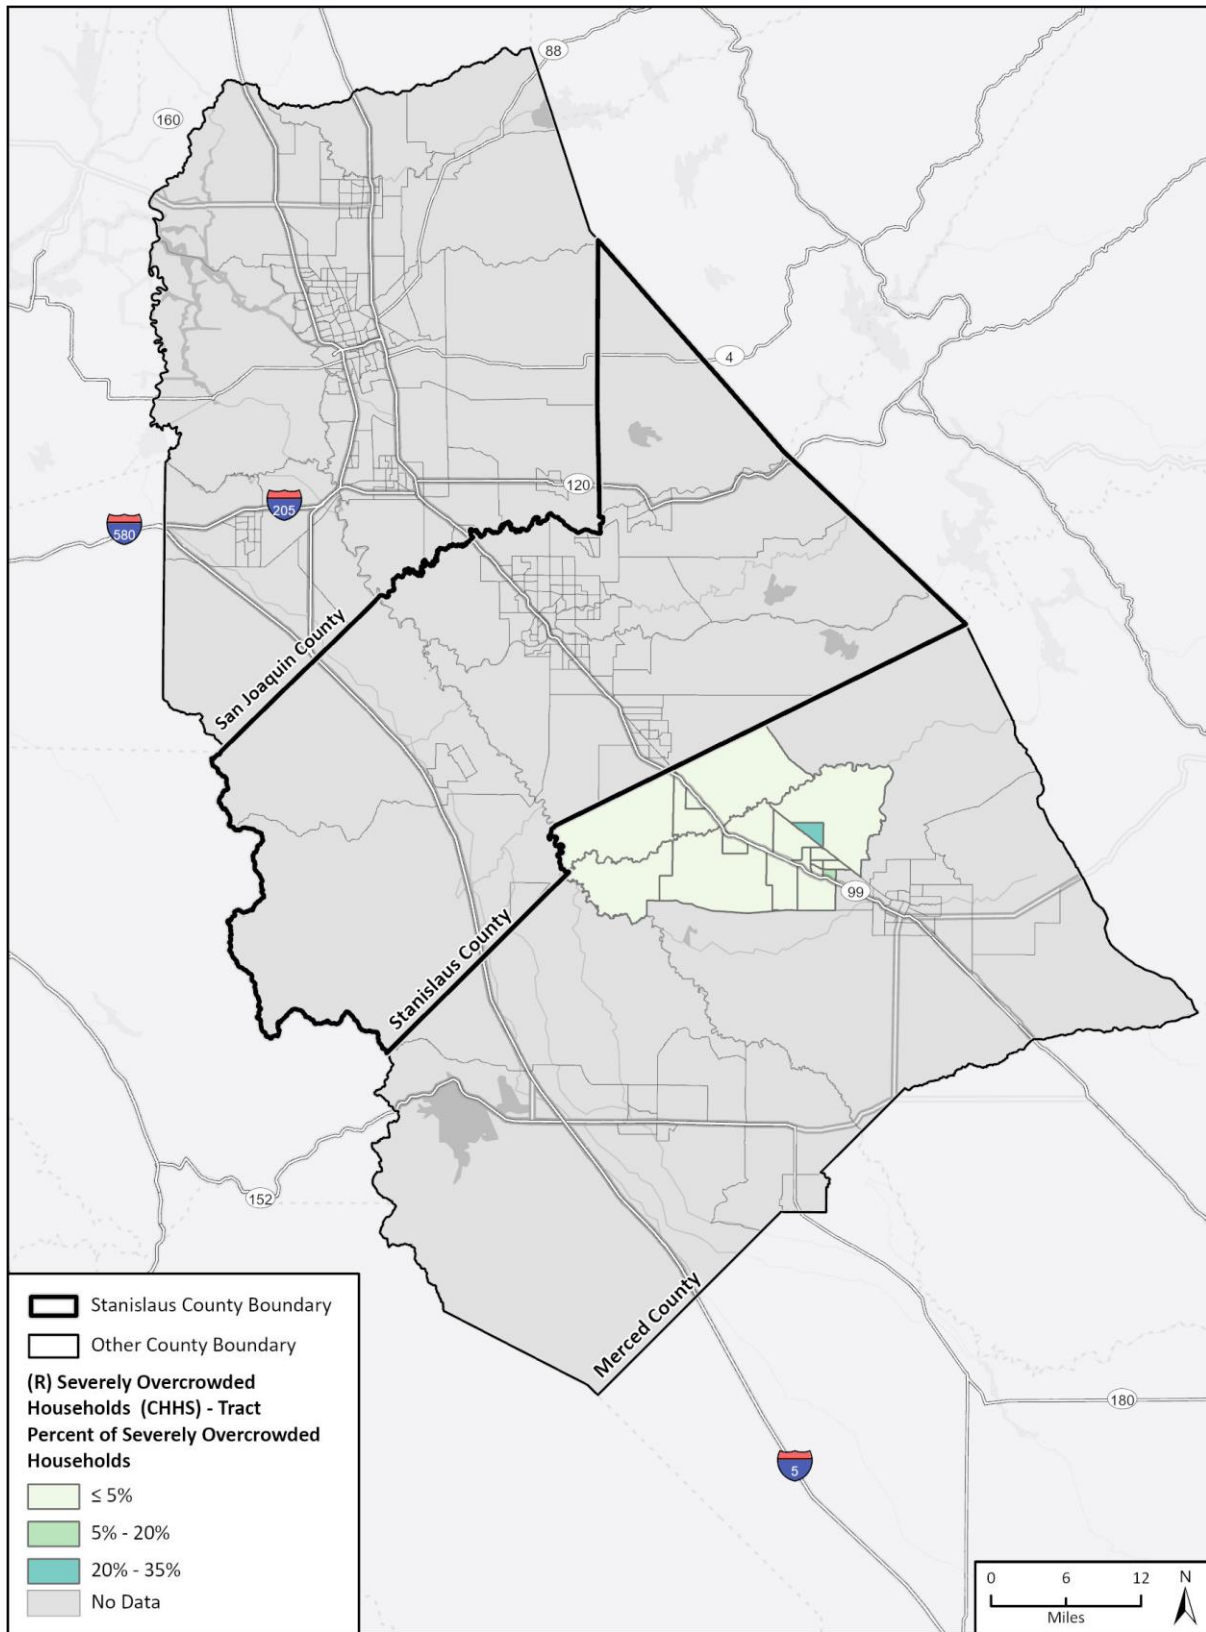 88
160
4
120
205
580
San Joaquin County
99
Stanislaus County
152
Merced County
180
5
Stanislaus County Boundary
Other County Boundary
(R) Severely Overcrowded
Households (CHHS) - Tract
Percent of Severely Overcrowded
Households
≤ 5%
5% - 20%
20% - 35%
No Data
0 6 12 N
Miles